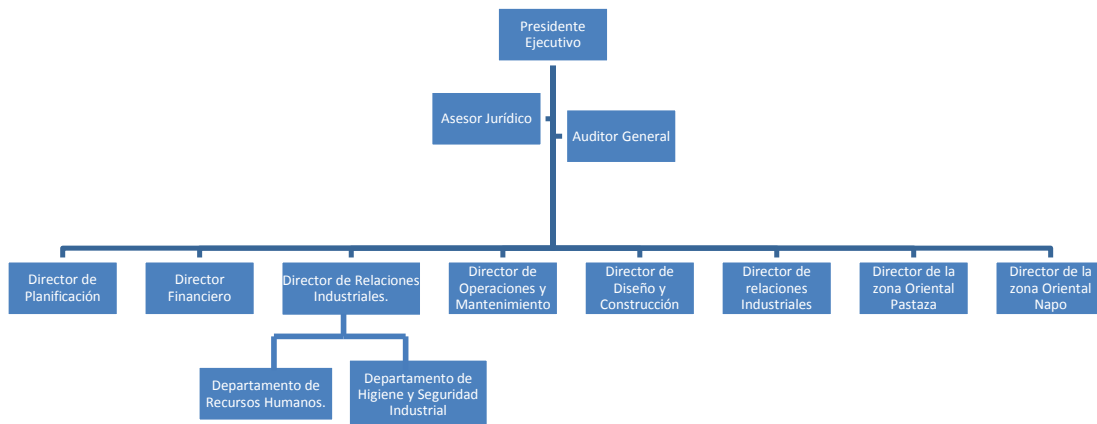 Presidente
Ejecutivo
Asesor Jurídico
Auditor General
Director de
Planificación
Director
Financiero
Director de Relaciones
Industriales.
Director de
Operaciones y
Mantenimiento
Director de
Diseño y
Construcción
Director de
relaciones
Industriales
Director de la
zona Oriental
Pastaza
Director de la
zona Oriental
Napo
Departamento de
Recursos Humanos.
Departamento de
Higiene y Seguridad
Industrial